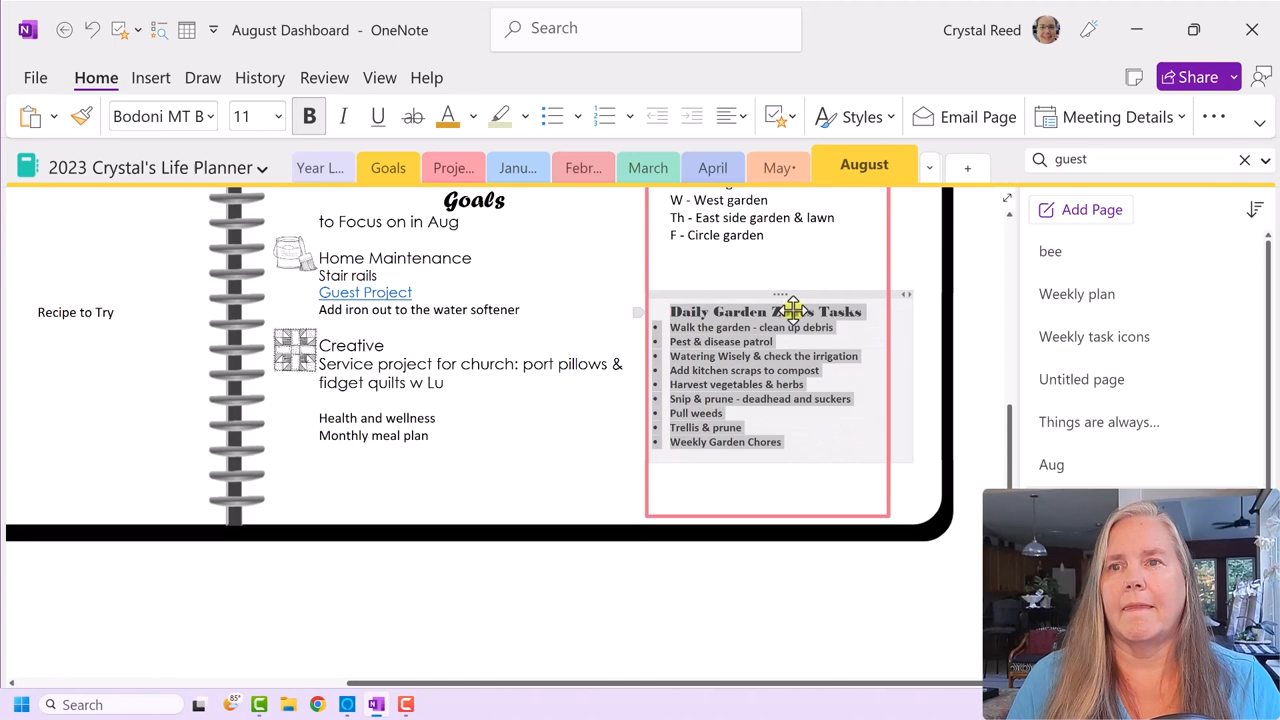 August Dashboard - OneNote
Search
Crystal Reed
File Home Insert Draw History Review View Help
Share
Bodoni MT B 11 B I U ab A
Styles Email Page Meeting Details
2023 Crystal's Life Planner
Year L... Goals Proje... Janu... Febr... March April May August
guest
Add Page
bee
Weekly plan
Weekly task icons
Untitled page
Things are always...
Aug
Recipe to Try
Goals
to Focus on in Aug
Home Maintenance
Stair rails
Guest Project
Add iron out to the water softener
Creative
Service project for church: port pillows &
fidget quilts w Lu
Health and wellness
Monthly meal plan
W - West garden
Th - East side garden & lawn
F - Circle garden
Daily Garden Tasks
Walk the garden - clean up debris
Pest & disease patrol
Watering Wisely & check the irrigation
Add kitchen scraps to compost
Harvest vegetables & herbs
Snip & prune - deadhead and suckers
Pull weeds
Trellis & prune
Weekly Garden Chores
Search
85°